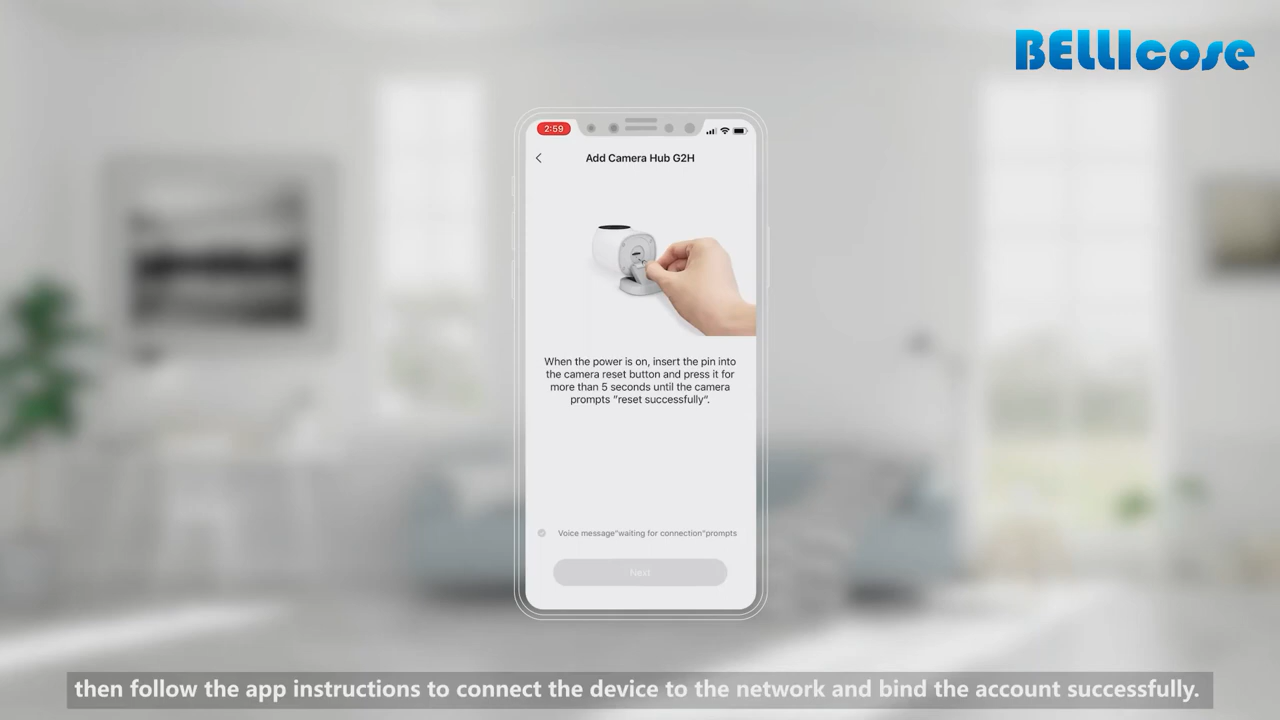 BELLIcose
2:59
Add Camera Hub G2H
When the power is on, insert the pin into
the camera reset button and press it for
more than 5 seconds until the camera
prompts "reset successfully".
Voice message"waiting for connection"prompts
Next
then follow the app instructions to connect the device to the network and bind the account successfully.